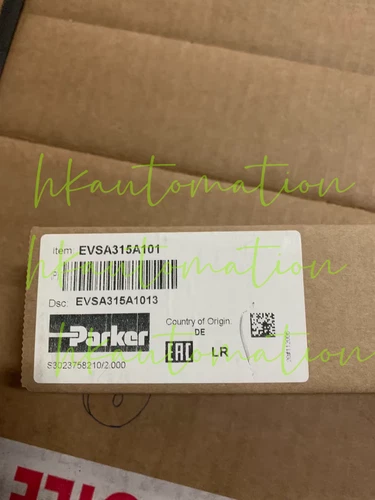 hkautomation
hkautomation
Item EVSA315A101
Dsc: EVSA315A1013
Parker
Country of Origin:
DE
EAC LR
S3023758210/2.000
hkautomation